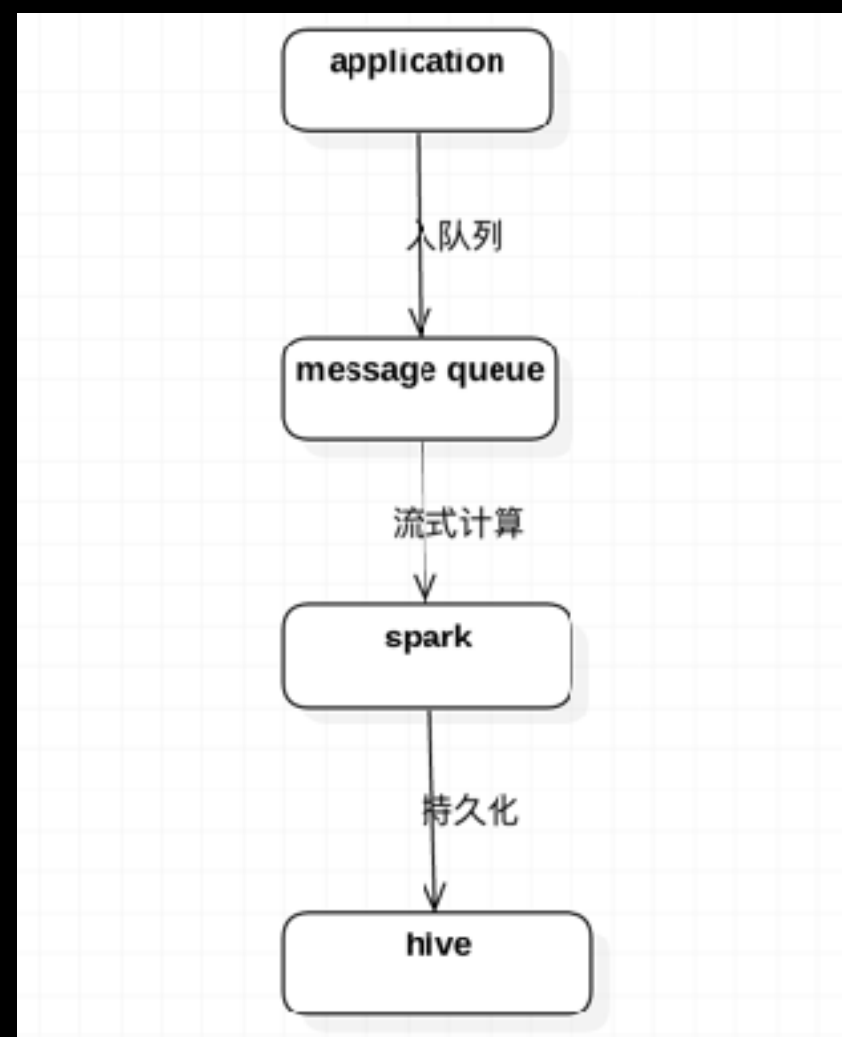 application
入队列
message queue
流式计算
spark
持久化
hive